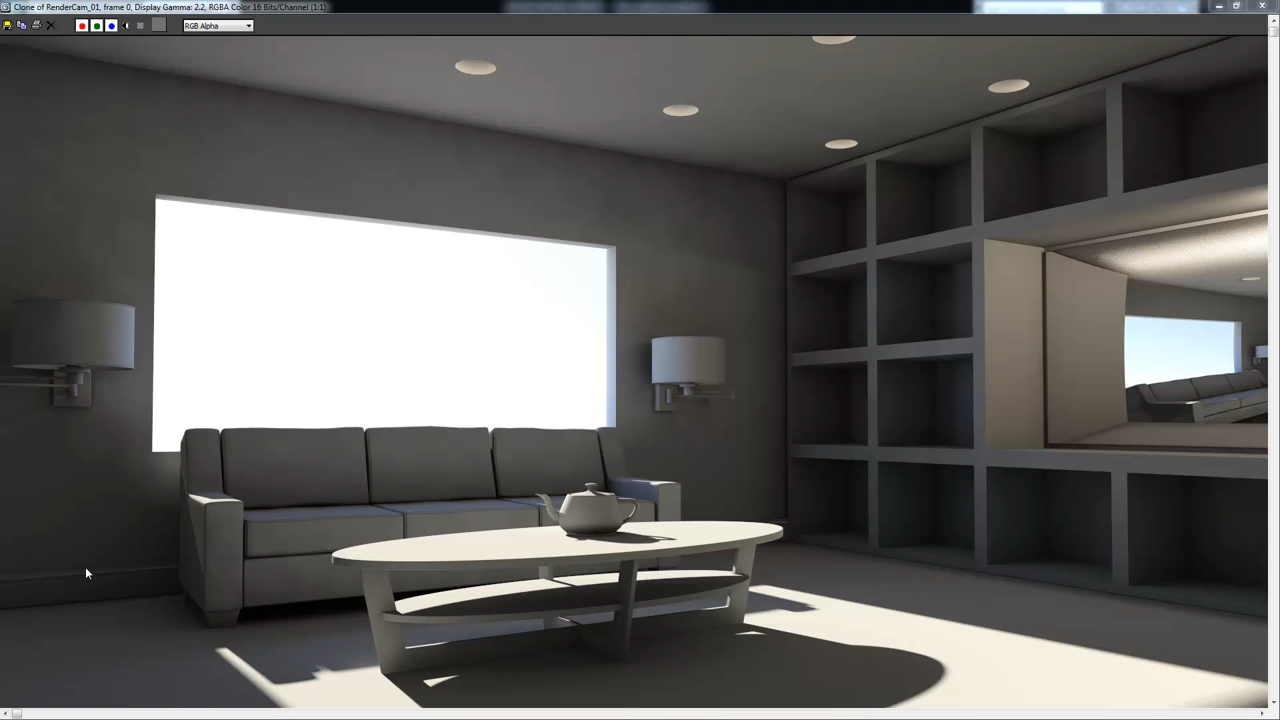 Clone of RenderCam_01, frame 0, Display Gamma: 2.2, RGBA Color 16 Bits/Channel (1:1)
RGB Alpha